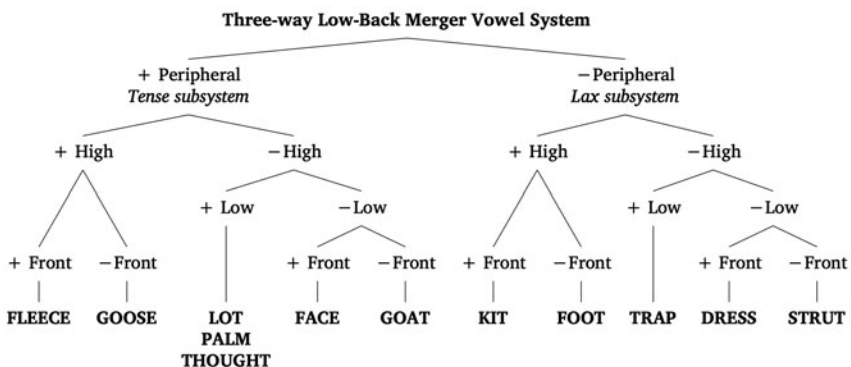 Three-way Low-Back Merger Vowel System
+ Peripheral −Peripheral
Tense subsystem Lax subsystem
+ High −High + High −High
+ Low −Low + Low −Low
+ Front −Front + Front −Front + Front −Front + Front −Front
FLEECE GOOSE LOT FACE GOAT KIT FOOT TRAP DRESS STRUT
PALM
THOUGHT